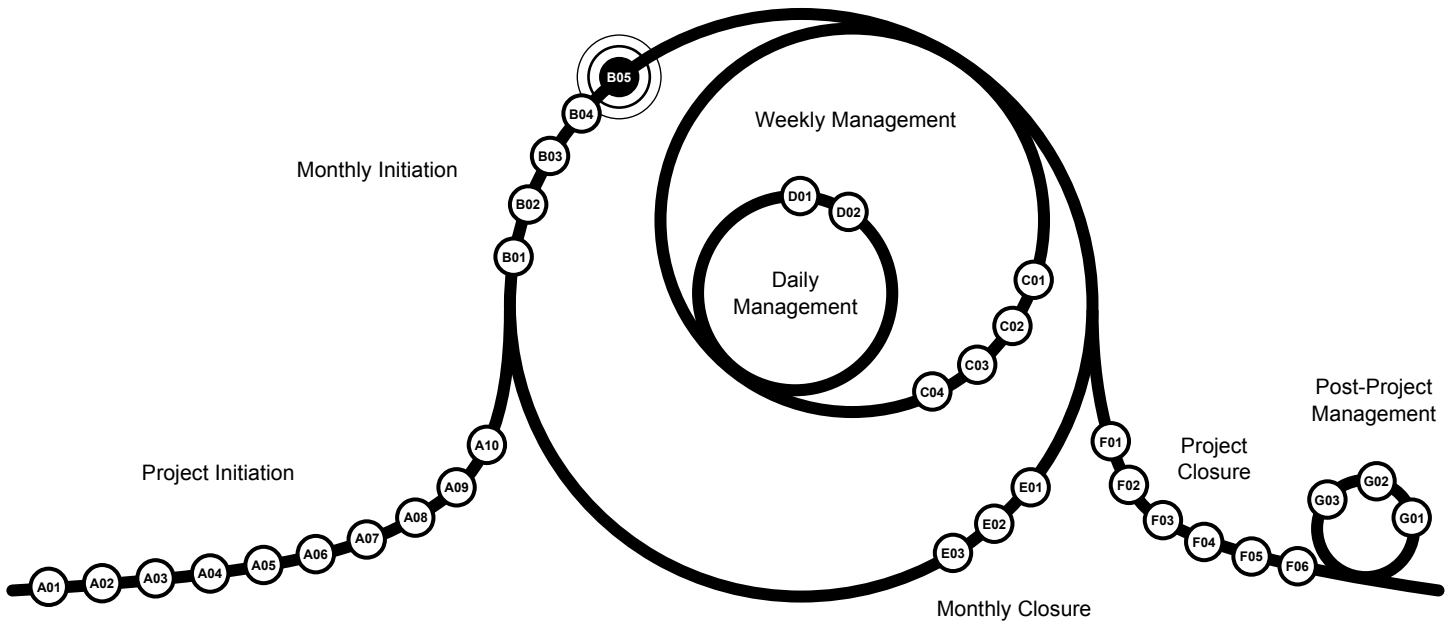 B05
B04
Weekly Management
Monthly Initiation
B03
B02
B01
D01
D02
Daily
Management
C01
C02
C03
C04
Post-Project
Management
Project Initiation
A10
A09
A08
A07
A06
A05
A04
A03
A02
A01
E01
E02
E03
Monthly Closure
F01
Project
Closure
F02
F03
F04
F05
F06
G03
G02
G01